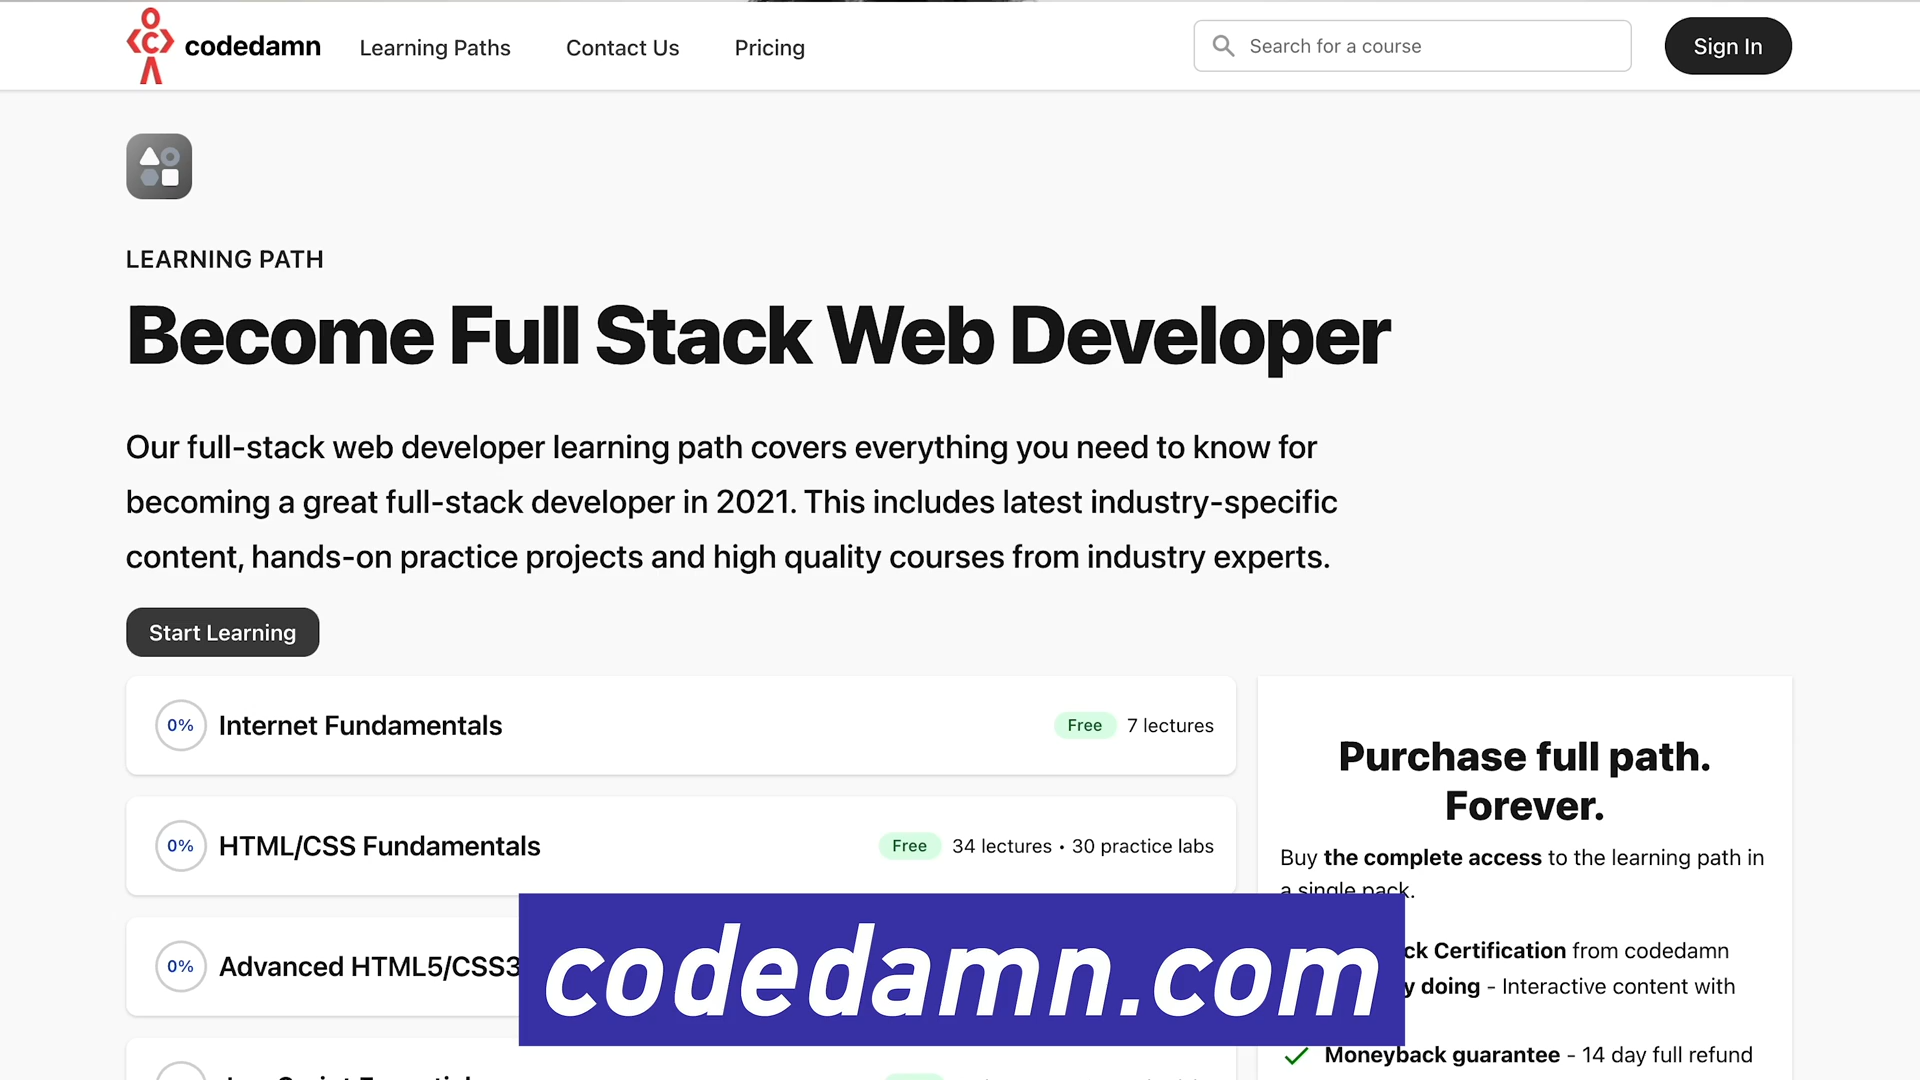 codedamn
Learning Paths
Contact Us
Pricing
Search for a course
Sign In
LEARNING PATH
Become Full Stack Web Developer
Our full-stack web developer learning path covers everything you need to know for
becoming a great full-stack developer in 2021. This includes latest industry-specific
content, hands-on practice projects and high quality courses from industry experts.
Start Learning
0% Internet Fundamentals Free 7 lectures
0% HTML/CSS Fundamentals Free 34 lectures • 30 practice labs
0% Advanced HTML5/CSS3
Purchase full path.
Forever.
Buy the complete access to the learning path in
a single pack.
Certification from codedamn
doing - Interactive content with
Moneyback guarantee - 14 day full refund
codedamn.com